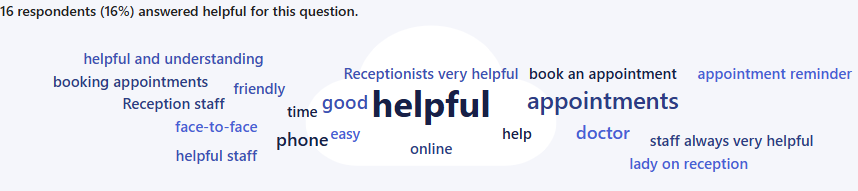 16 respondents (16%) answered helpful for this question.
helpful and understanding
Receptionists very helpful
book an appointment
appointment reminder
booking appointments
friendly
Reception staff
time
good
helpful
appointments
face-to-face
phone
easy
help
doctor
staff always very helpful
helpful staff
online
lady on reception